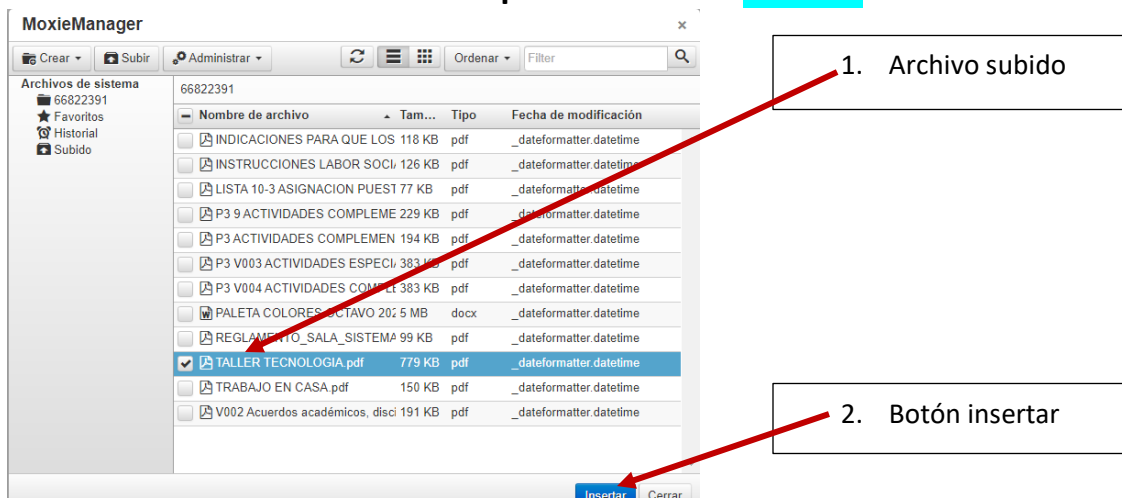 MoxieManager ×
Crear Subir Administrar Ordenar Filter
Archivos de sistema
66822391
Favoritos
Historial
Subido
66822391
Nombre de archivo Tam... Tipo Fecha de modificación
INDICACIONES PARA QUE LOS 118 KB pdf _dateformatter.datetime
INSTRUCCIONES LABOR SOCI 126 KB pdf _dateformatter.datetime
LISTA 10-3 ASIGNACION PUEST 77 KB pdf _dateformatter.datetime
P3 9 ACTIVIDADES COMPLEME 229 KB pdf _dateformatter.datetime
P3 ACTIVIDADES COMPLEMEN 194 KB pdf _dateformatter.datetime
P3 V003 ACTIVIDADES ESPECI 383 KB pdf _dateformatter.datetime
P3 V004 ACTIVIDADES COMPLE 383 KB pdf _dateformatter.datetime
PALETA COLORES OCTAVO 202 5 MB docx _dateformatter.datetime
REGLAMENTO_SALA_SISTEMA 99 KB pdf _dateformatter.datetime
TALLER TECNOLOGIA.pdf 779 KB pdf _dateformatter.datetime
TRABAJO EN CASA.pdf 150 KB pdf _dateformatter.datetime
V002 Acuerdos académicos, disci 191 KB pdf _dateformatter.datetime
Insertar Cerrar
1. Archivo subido
2. Botón insertar